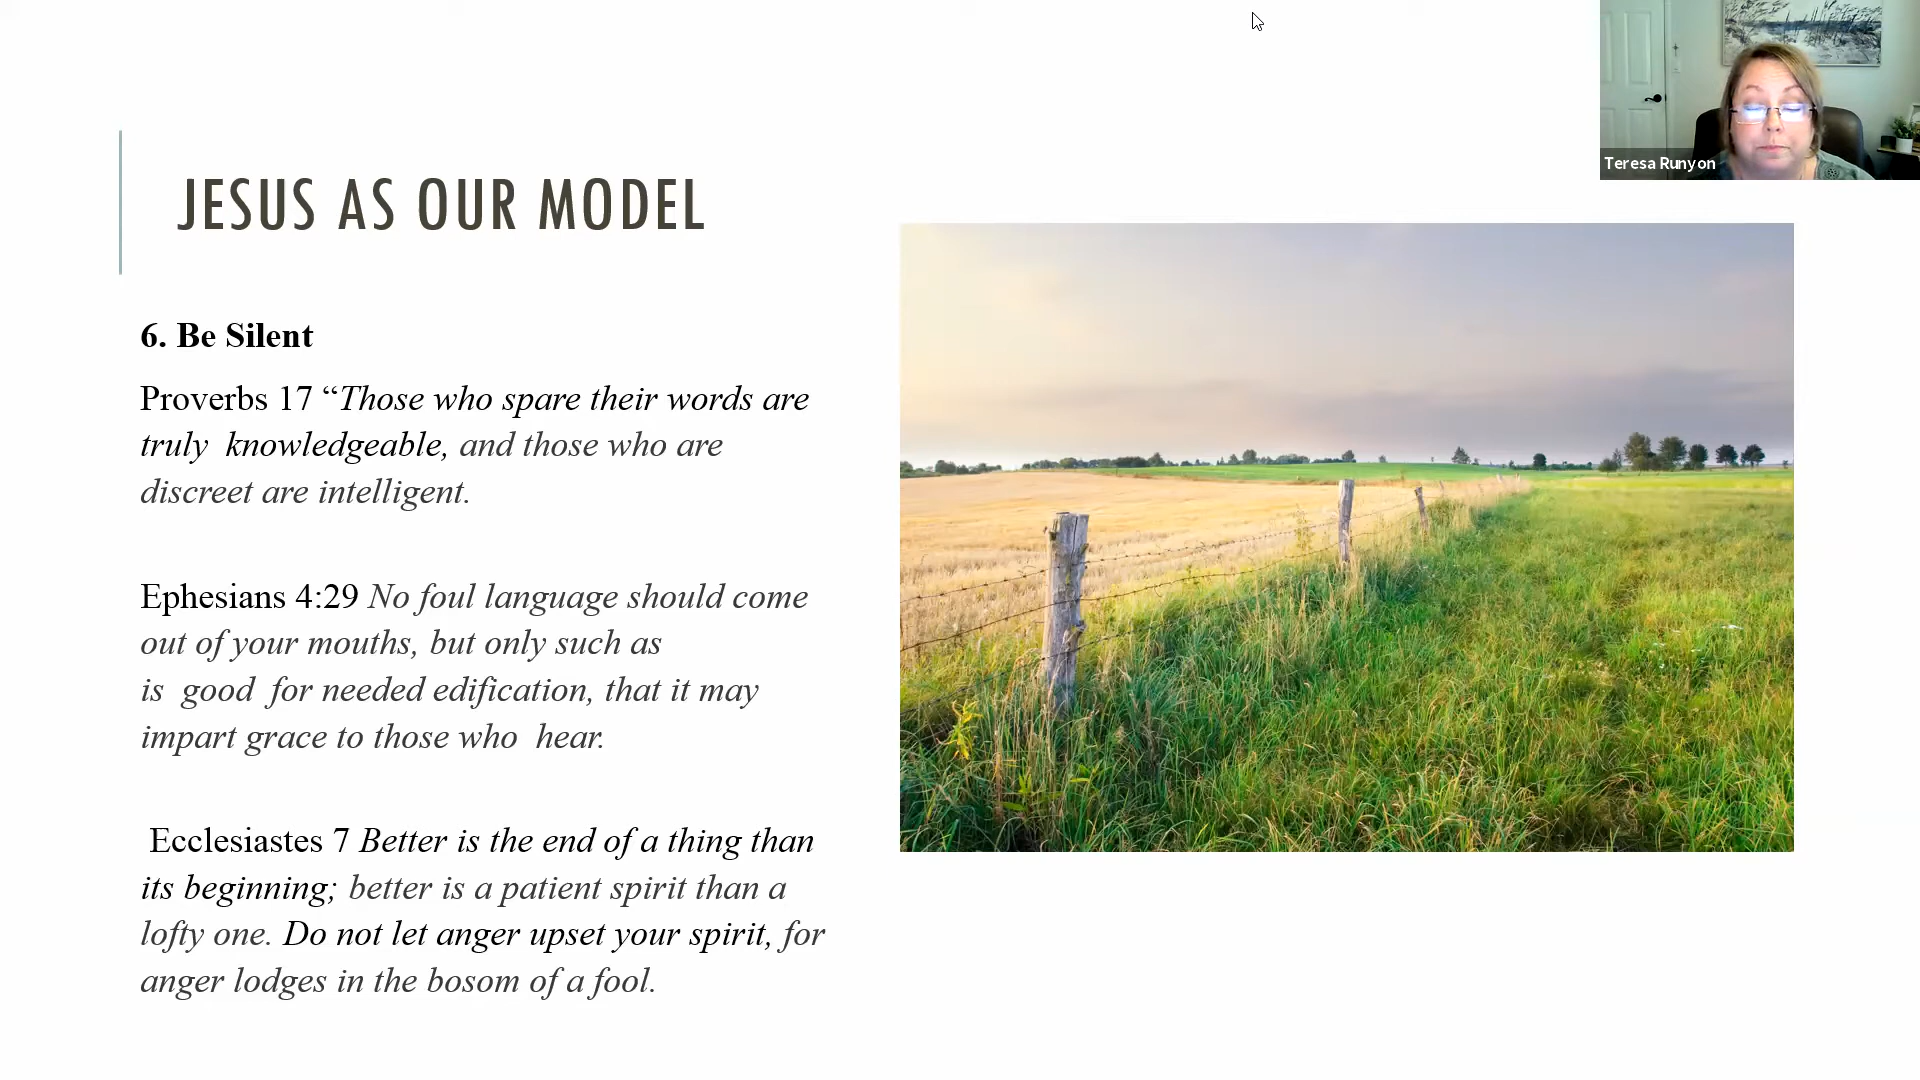 Teresa Runyon
JESUS AS OUR MODEL
6. Be Silent
Proverbs 17 “Those who spare their words are
truly  knowledgeable, and those who are
discreet are intelligent.
Ephesians 4:29 No foul language should come
out of your mouths, but only such as
is  good  for needed edification, that it may
impart grace to those who  hear.
Ecclesiastes 7 Better is the end of a thing than
its beginning; better is a patient spirit than a
lofty one. Do not let anger upset your spirit, for
anger lodges in the bosom of a fool.